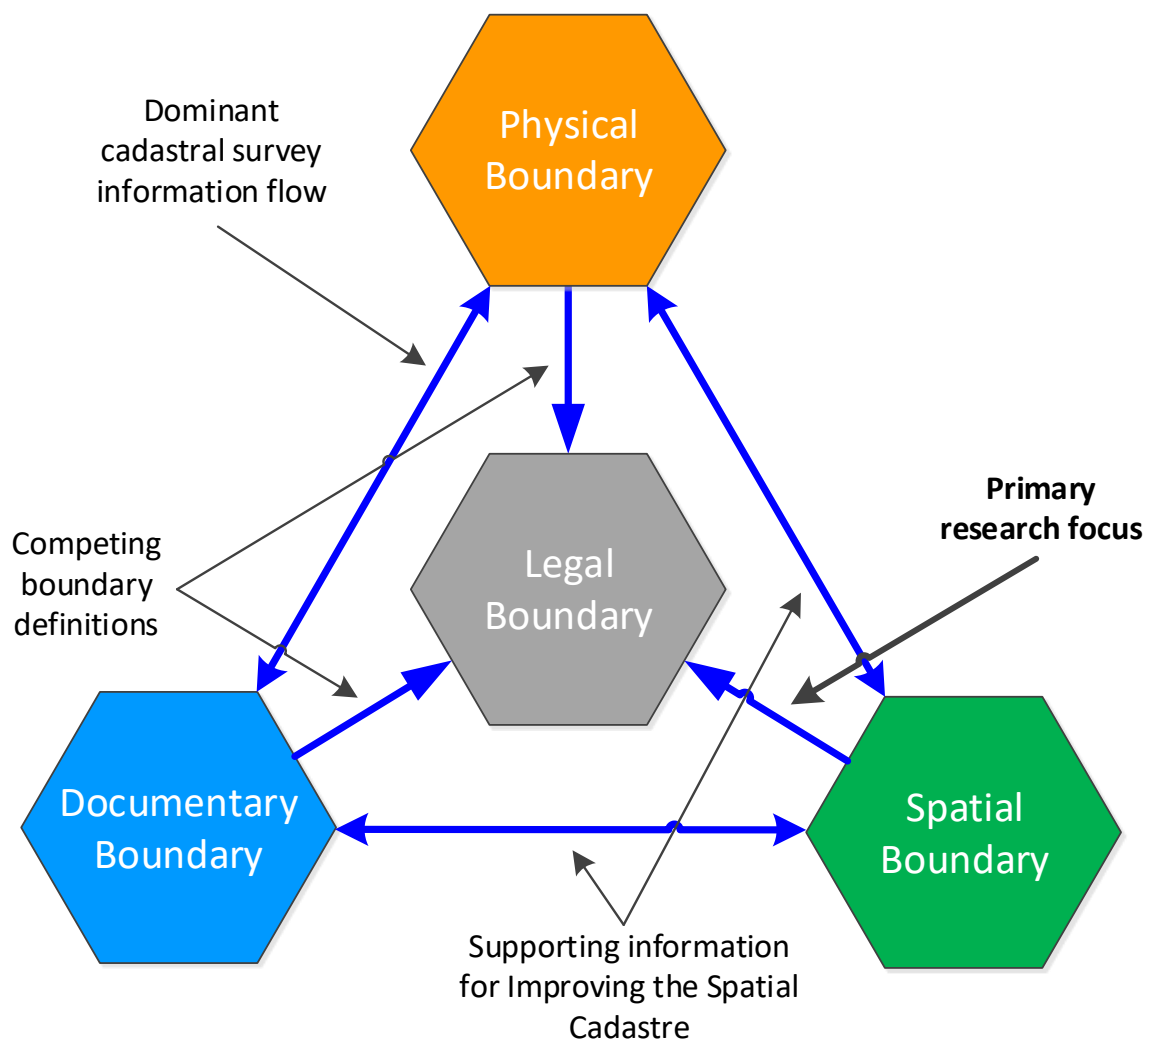 Physical
Boundary
Dominant
cadastral survey
information flow
Legal
Boundary
Primary
research focus
Competing
boundary
definitions
Documentary
Boundary
Spatial
Boundary
Supporting information
for Improving the Spatial
Cadastre